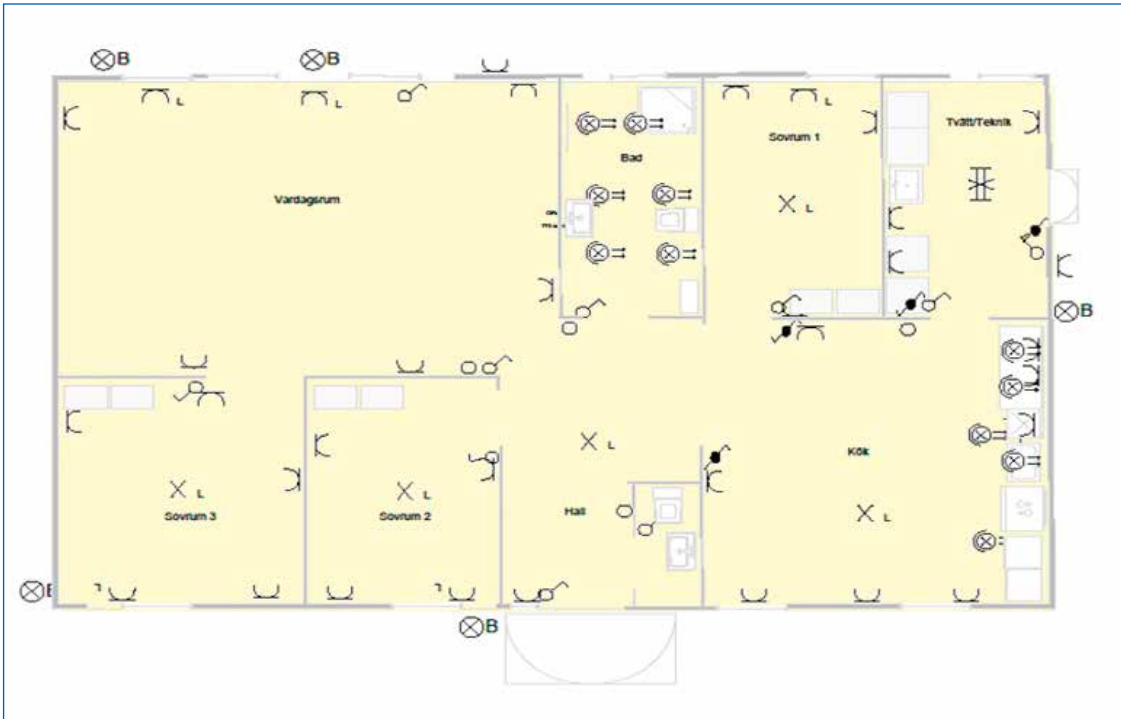 B
B
L
L
L
Sovrum 1
Tvätt/Teknik
Bad
Vardagsrum
L
B
L
Kök
L
L
L
Sovrum 3
Sovrum 2
Hall
B
B